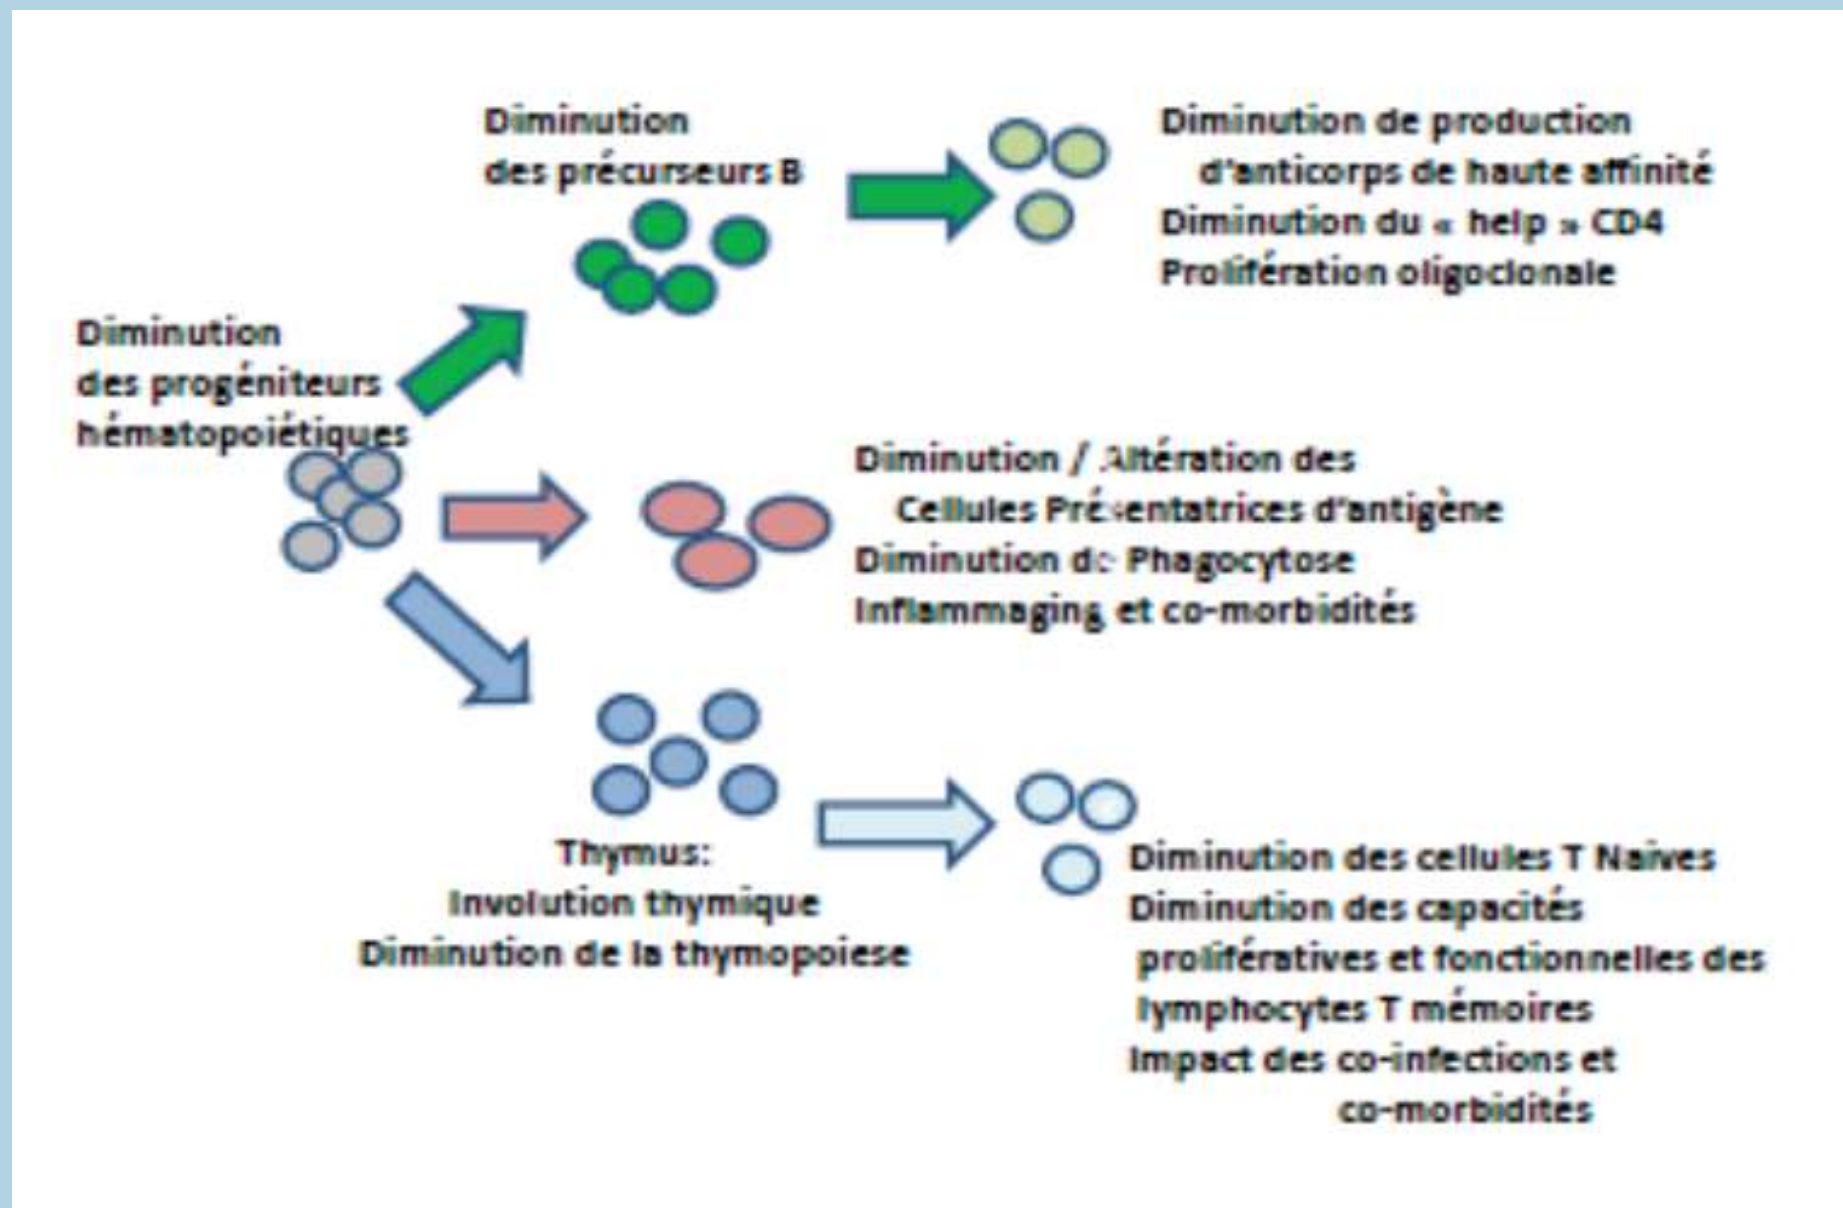 Diminution
des précurseurs B
Diminution de production
d'anticorps de haute affinité
Diminution du « help » CD4
Prolifération oligoclonale
Diminution
des progéniteurs
hématopoiétiques
Diminution / Altération des
Cellules Présentatrices d'antigène
Diminution de Phagocytose
Inflammaging et co-morbidités
Thymus:
Involution thymique
Diminution de la thymopoiese
Diminution des cellules T Naives
Diminution des capacités
prolifératives et fonctionnelles des
lymphocytes T mémoires
Impact des co-infections et
co-morbidités